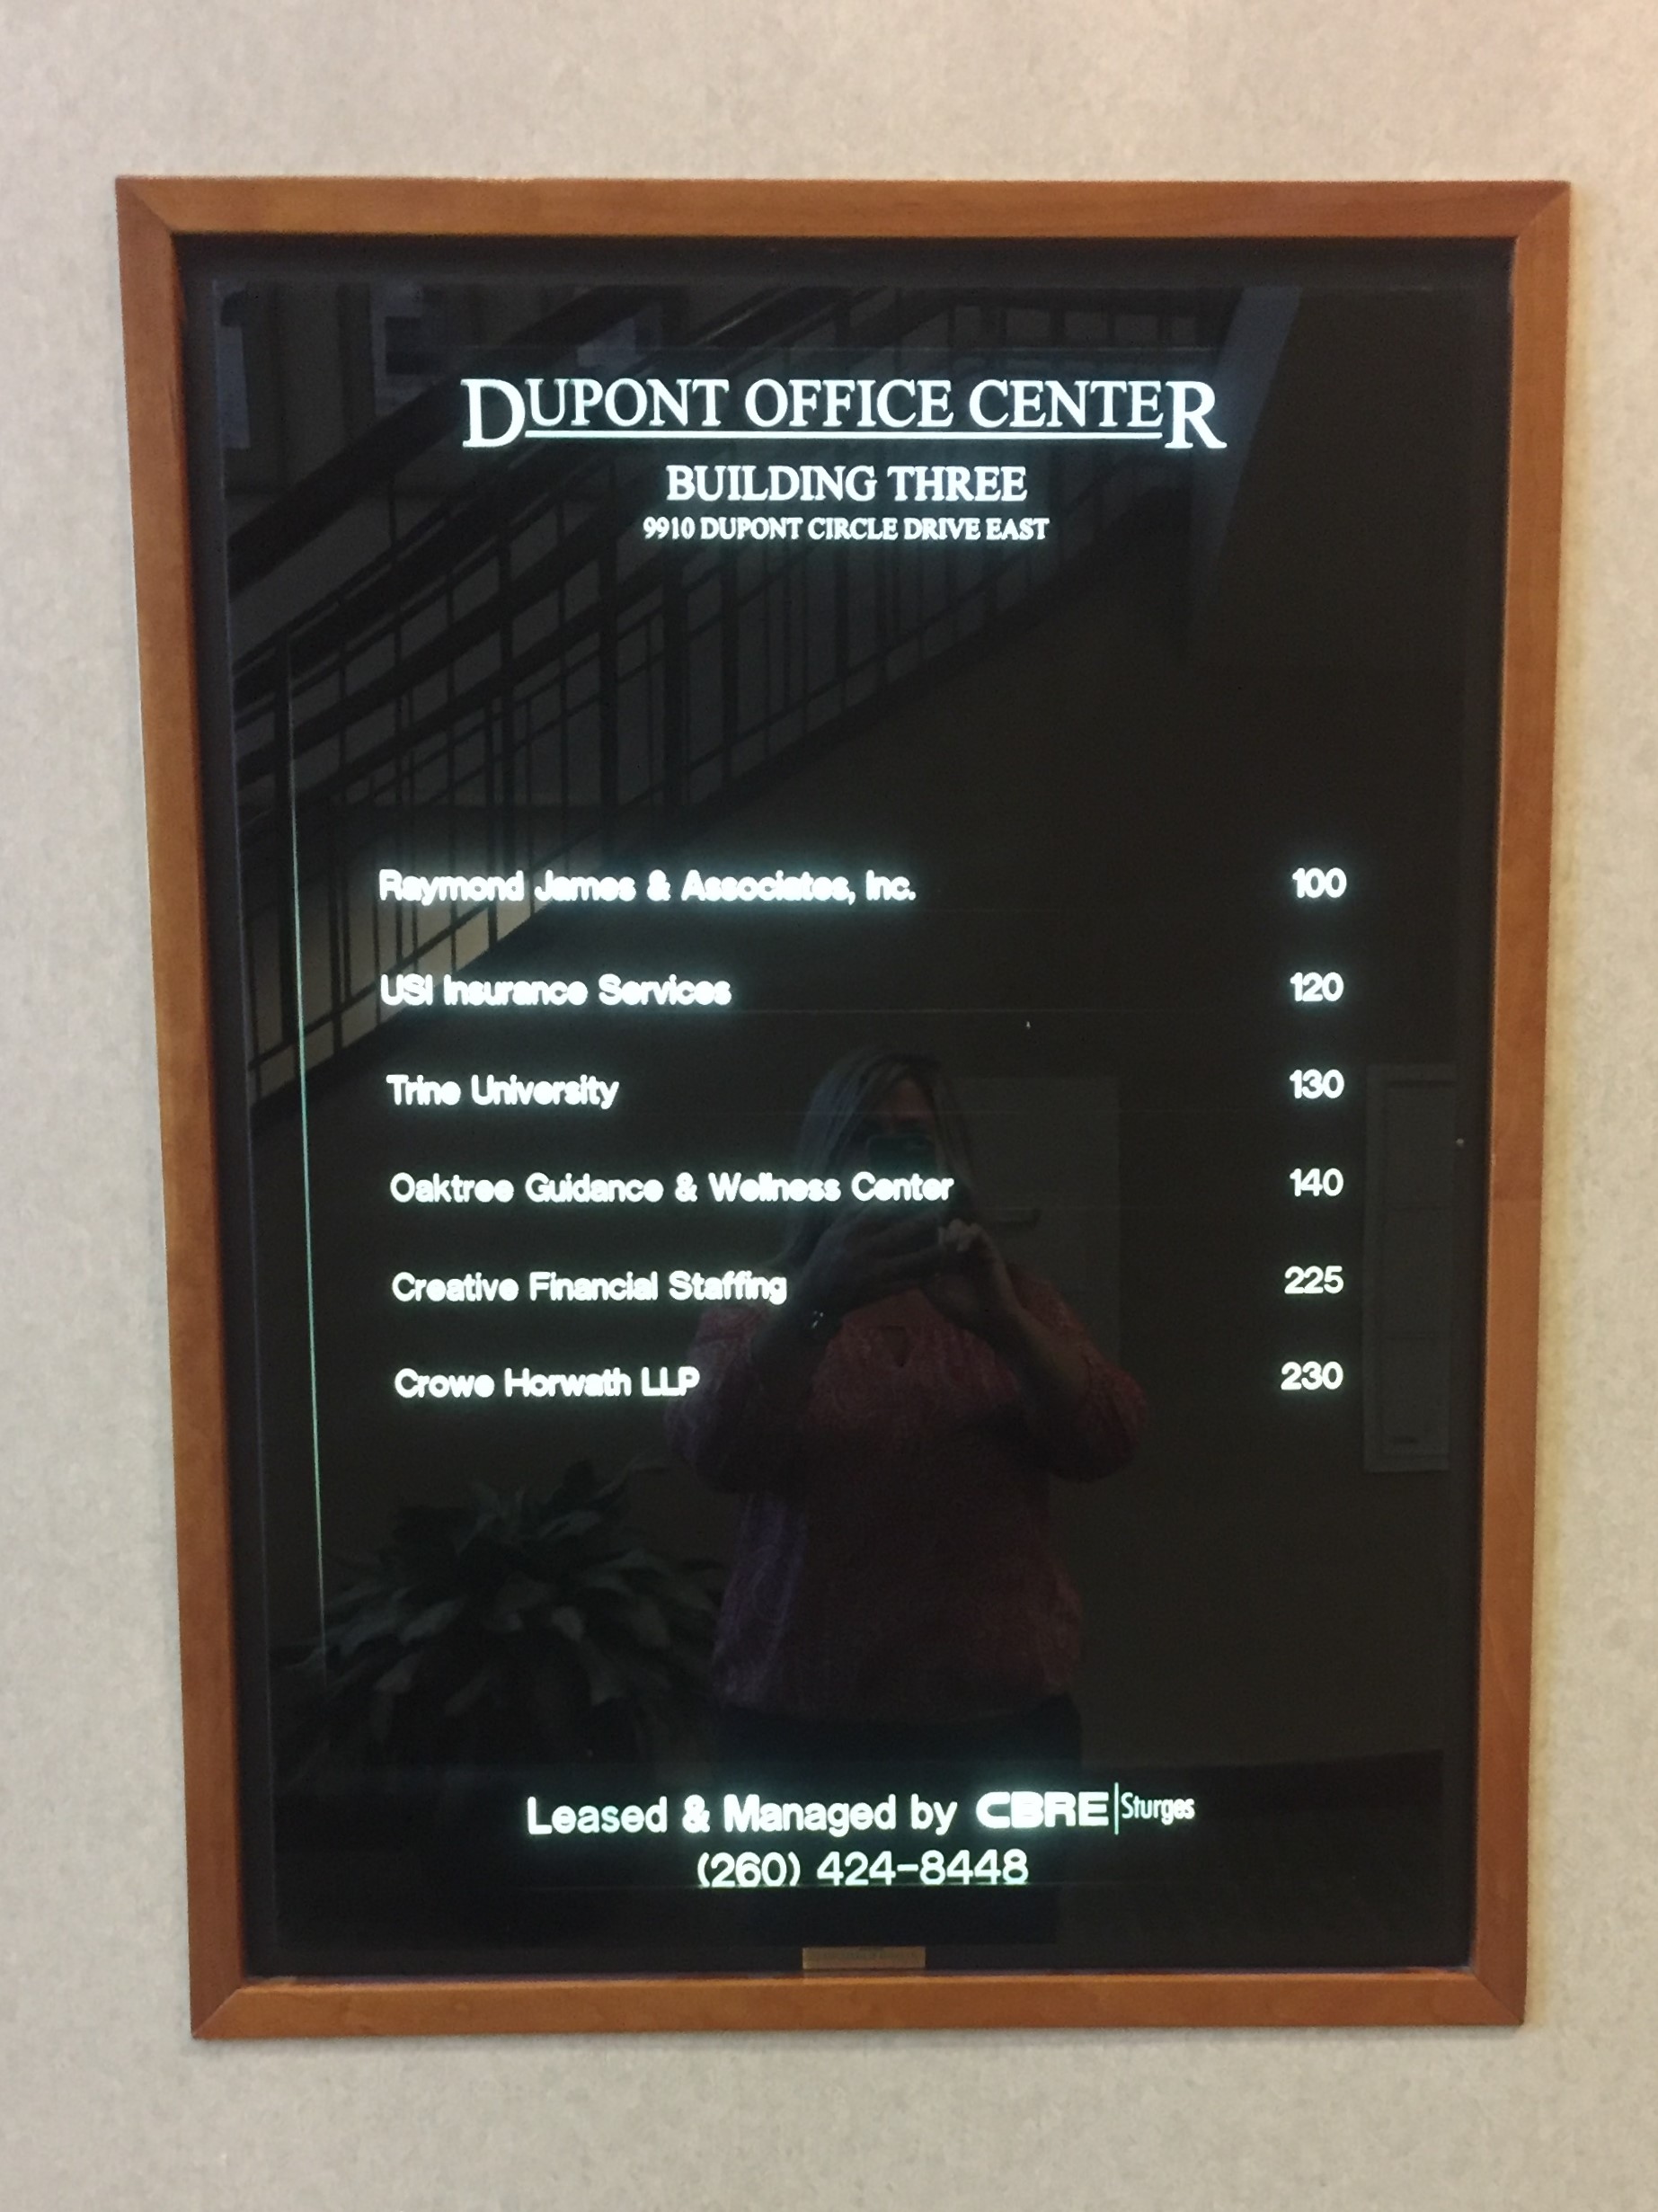 DUPONT OFFICE CENTER
BUILDING THREE
9910 DUPONT CIRCLE DRIVE EAST
Raymond James & Associates, Inc. 100
USI Insurance Services 120
Trine University 130
Oaktree Guidance & Wellness Center 140
Creative Financial Staffing 225
Crowe Horwath LLP 230
Leased & Managed by CBRE|Sturges
(260) 424-8448